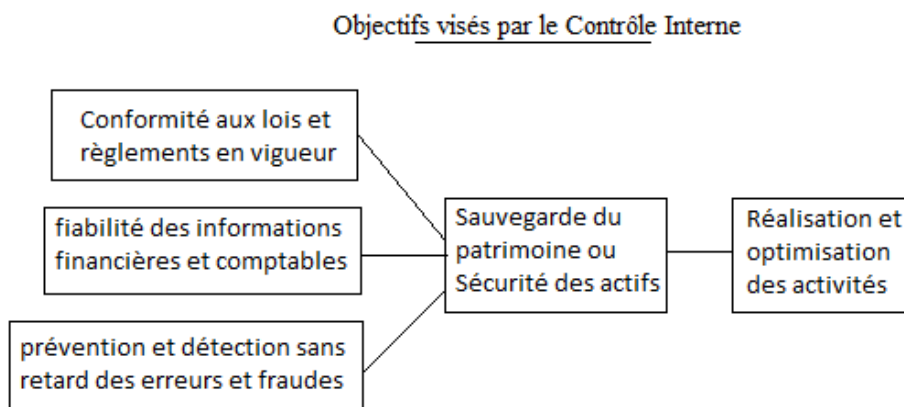 Objectifs visés par le Contrôle Interne
Conformité aux lois et
règlements en vigueur
fiabilité des informations
financières et comptables
prévention et détection sans
retard des erreurs et fraudes
Sauvegarde du
patrimoine ou
Sécurité des actifs
Réalisation et
optimisation
des activités